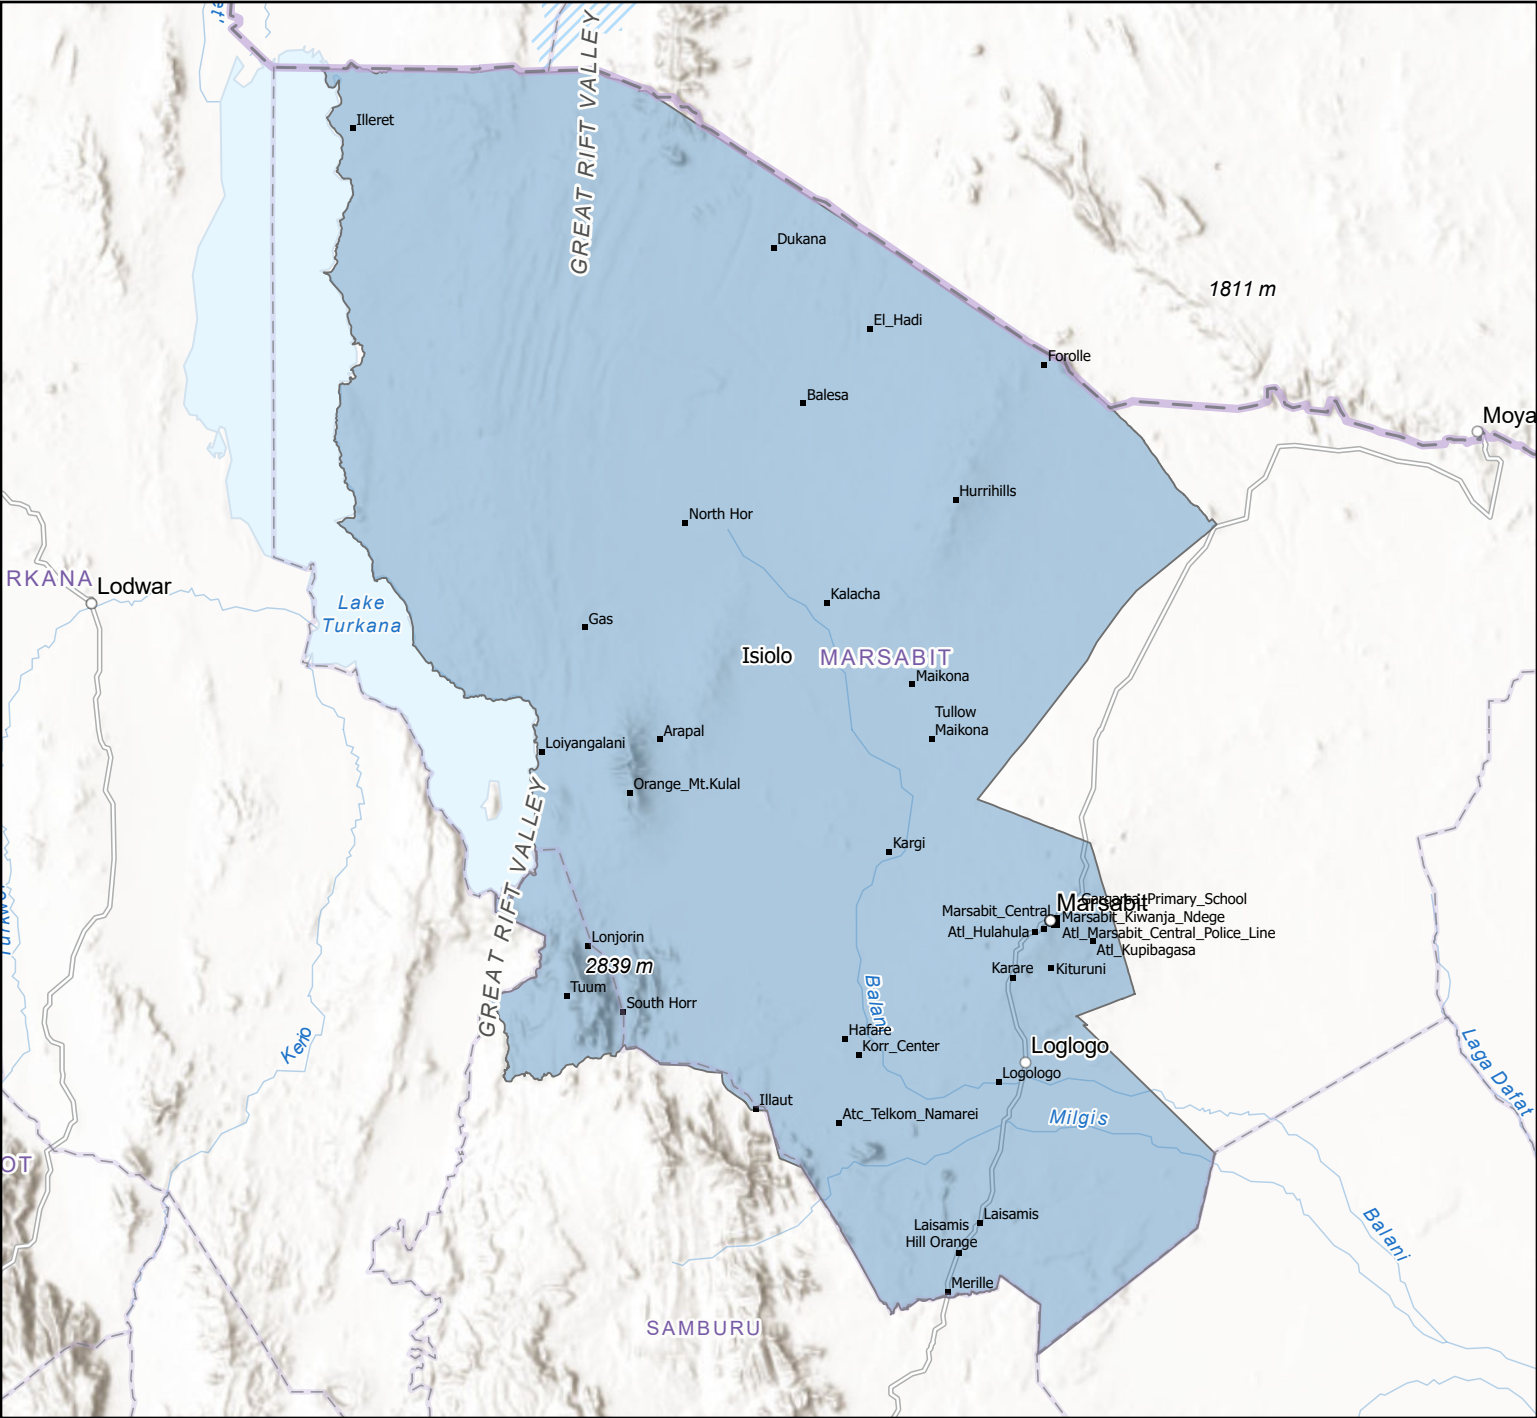 GREAT RIFT VALLEY
Illeret
Dukana
1811 m
El_Hadi
Forolle
Balesa
Moya
Hurrihills
North Hor
RKANA
Lodwar
Kalacha
Lake
Turkana
Gas
Isiolo
MARSABIT
Maikona
Tullow
Maikona
Arapal
Loiyangalani
Orange_Mt.Kulal
GREAT RIFT VALLEY
Kargi
Marsabit
Primary_School
Marsabit_Central
Marsabit_Kiwanja_Ndege
Atl_Hulahula
Atl_Marsabit_Central_Police_Line
Atl_Kupibagasa
Lonjorin
2839 m
Karare
Kituruni
Tuum
South Horr
Balani
Hafare
Korr_Center
Loglogo
Kerio
Logologo
Laga Dafat
Illaut
Atc_Telkom_Namarei
Milgis
OT
Laisamis
Laisamis
Hill Orange
Balani
Merille
SAMBURU